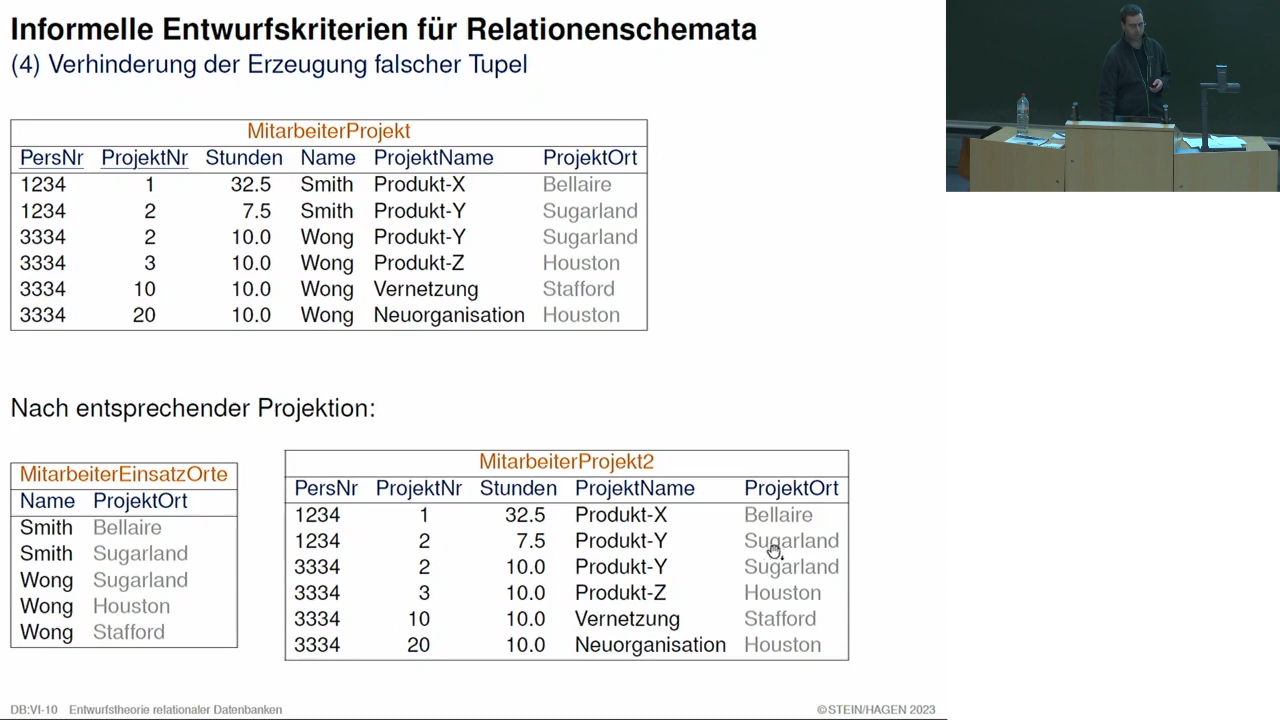 Informelle Entwurfskriterien für Relationenschemata
(4) Verhinderung der Erzeugung falscher Tupel
MitarbeiterProjekt
PersNr ProjektNr Stunden Name ProjektName ProjektOrt
1234 1 32.5 Smith Produkt-X Bellaire
1234 2 7.5 Smith Produkt-Y Sugarland
3334 2 10.0 Wong Produkt-Y Sugarland
3334 3 10.0 Wong Produkt-Z Houston
3334 10 10.0 Wong Vernetzung Stafford
3334 20 10.0 Wong Neuorganisation Houston
Nach entsprechender Projektion:
MitarbeiterEinsatzOrte
Name ProjektOrt
Smith Bellaire
Smith Sugarland
Wong Sugarland
Wong Houston
Wong Stafford
MitarbeiterProjekt2
PersNr ProjektNr Stunden ProjektName ProjektOrt
1234 1 32.5 Produkt-X Bellaire
1234 2 7.5 Produkt-Y Sugarland
3334 2 10.0 Produkt-Y Sugarland
3334 3 10.0 Produkt-Z Houston
3334 10 10.0 Vernetzung Stafford
3334 20 10.0 Neuorganisation Houston
DB:VI-10 Entwurfstheorie relationaler Datenbanken
©STEIN/HAGEN 2023